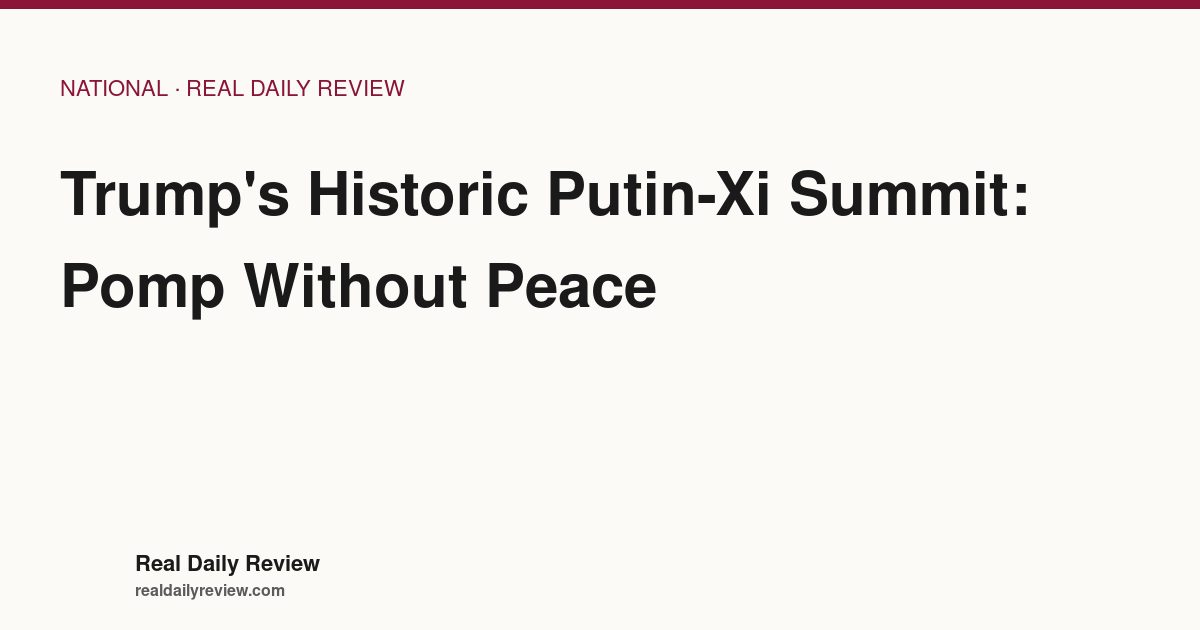 NATIONAL · REAL DAILY REVIEW
Trump's Historic Putin-Xi Summit:
Pomp Without Peace
Real Daily Review
realdailyreview.com